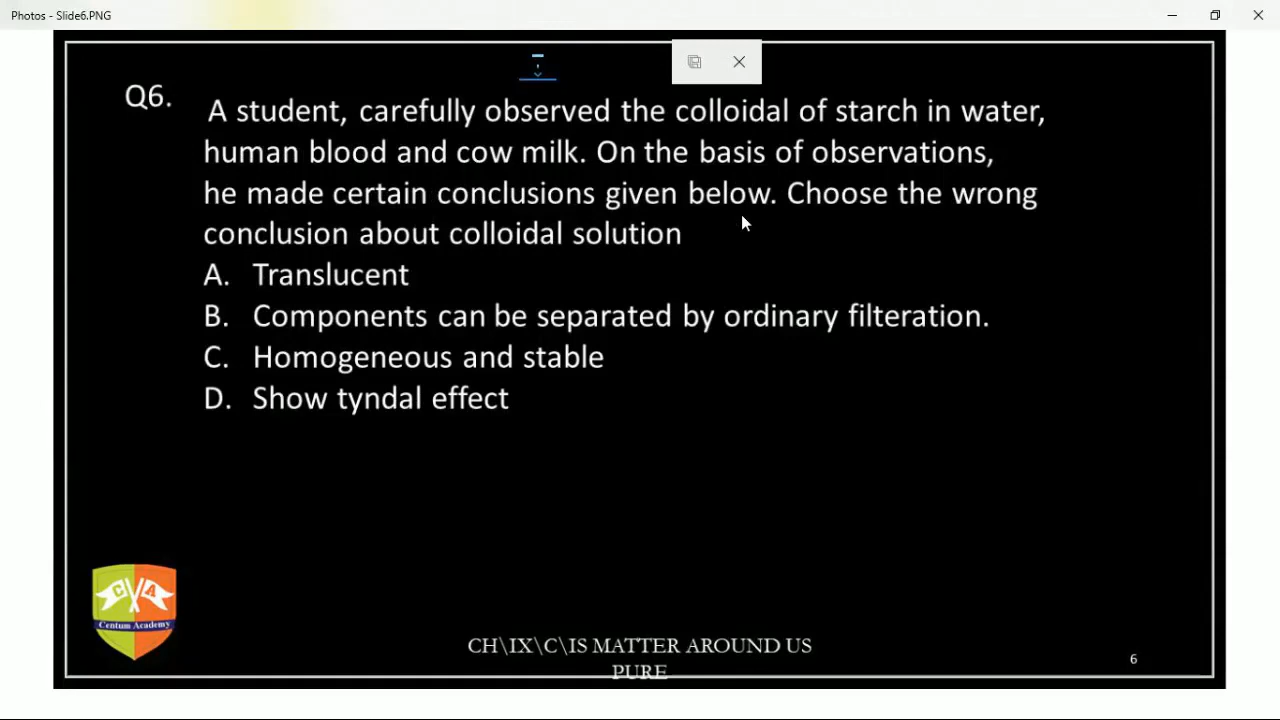 Photos - Slide6.PNG
Q6.
A student, carefully observed the colloidal of starch in water,
human blood and cow milk. On the basis of observations,
he made certain conclusions given below. Choose the wrong
conclusion about colloidal solution
A. Translucent
B. Components can be separated by ordinary filteration.
C. Homogeneous and stable
D. Show tyndal effect
C 4
Centum Academy
CH\IX\C\IS MATTER AROUND US
PURE
6